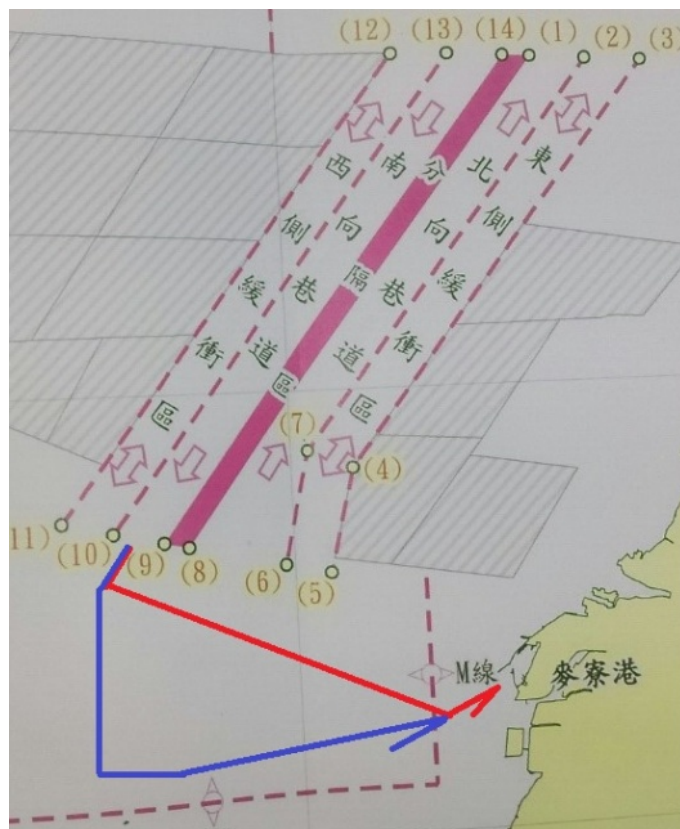 (12) (13) (14) (1) (2) (3)
西側緩衝區
南向巷道區
分隔區
北向巷道區
東側緩衝區
(7)
(4)
11) (10) (9) (8) (6) (5)
M線 麥寮港